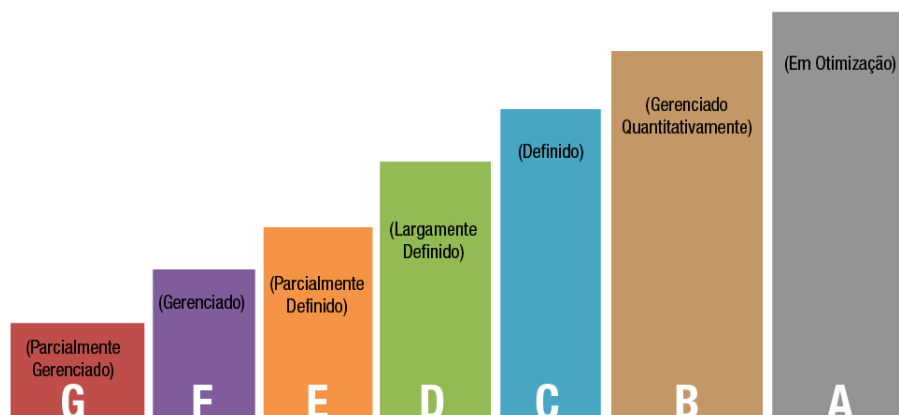 (Parcialmente
Gerenciado)
G
(Gerenciado)
F
(Parcialmente
Definido)
E
(Largamente
Definido)
D
(Definido)
C
(Gerenciado
Quantitativamente)
B
(Em Otimização)
A